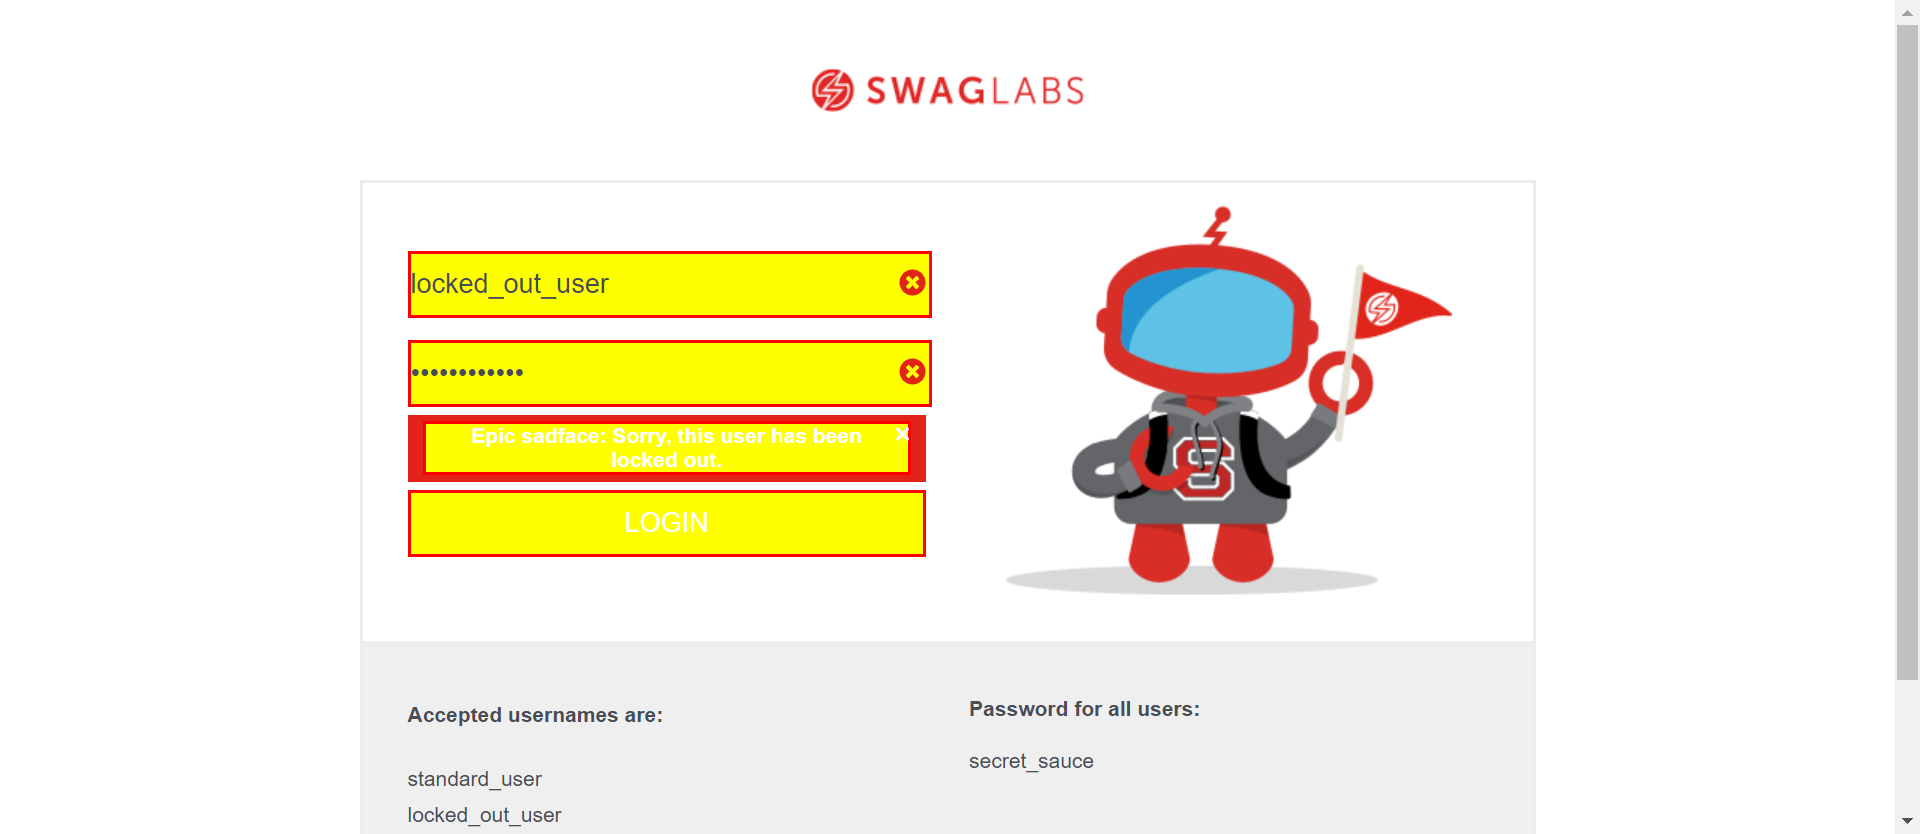 SWAGLABS
locked_out_user
••••••••••••
Epic sadface: Sorry, this user has been
locked out.
LOGIN
S
Accepted usernames are:
standard_user
locked_out_user
Password for all users:
secret_sauce